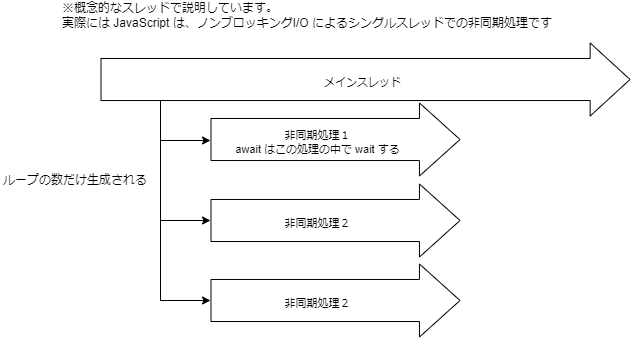 ※概念的なスレッドで説明しています。
実際には JavaScript は、ノンブロッキングI/O によるシングルスレッドでの非同期処理です
メインスレッド
非同期処理１
await はこの処理の中で wait する
ループの数だけ生成される
非同期処理２
非同期処理２